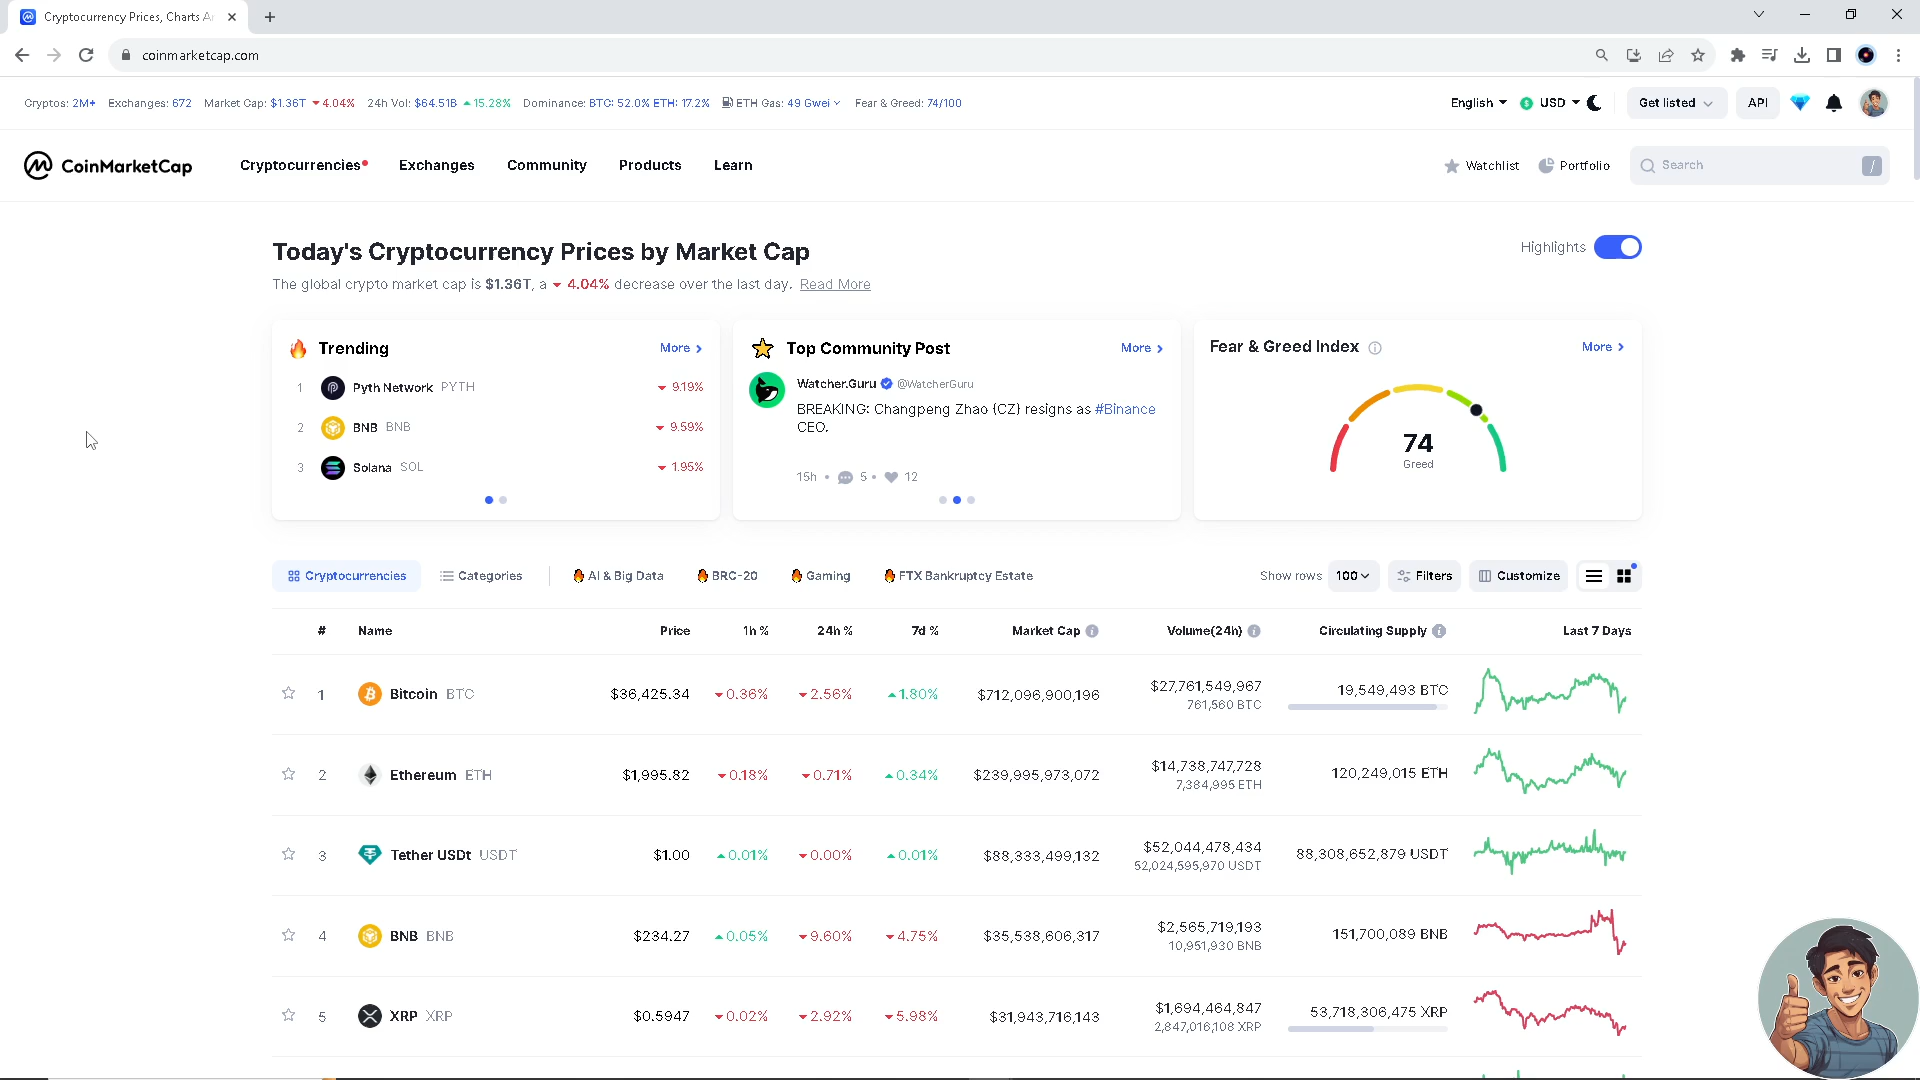 Cryptocurrency Prices, Charts Ar
coinmarketcap.com
Cryptos: 2M+ Exchanges: 672 Market Cap: $1.36T 4.04% 24h Vol: $64.51B 15.28% Dominance: BTC: 52.0% ETH: 17.2% ETH Gas: 49 Gwei Fear & Greed: 74/100
English USD Get listed API
CoinMarketCap Cryptocurrencies Exchanges Community Products Learn Watchlist Portfolio Search /
Today's Cryptocurrency Prices by Market Cap
Highlights
The global crypto market cap is $1.36T, a 4.04% decrease over the last day. Read More
Trending More
1 Pyth Network PYTH 9.19%
2 BNB BNB 9.59%
3 Solana SOL 1.95%
Top Community Post More
Watcher.Guru @WatcherGuru
BREAKING: Changpeng Zhao {CZ} resigns as #Binance
CEO.
15h • 5 • 12
Fear & Greed Index More
74
Greed
Cryptocurrencies Categories AI & Big Data BRC-20 Gaming FTX Bankruptcy Estate Show rows 100 Filters Customize
# Name Price 1h % 24h % 7d % Market Cap Volume(24h) Circulating Supply Last 7 Days
1 Bitcoin BTC $36,425.34 0.36% 2.56% 1.80% $712,096,900,196 $27,761,549,967 19,549,493 BTC
761,560 BTC
2 Ethereum ETH $1,995.82 0.18% 0.71% 0.34% $239,995,973,072 $14,738,747,728 120,249,015 ETH
7,384,995 ETH
3 Tether USDt USDT $1.00 0.01% 0.00% 0.01% $88,333,499,132 $52,044,478,434 88,308,652,879 USDT
52,024,595,970 USDT
4 BNB BNB $234.27 0.05% 9.60% 4.75% $35,538,606,317 $2,565,719,193 151,700,089 BNB
10,951,930 BNB
5 XRP XRP $0.5947 0.02% 2.92% 5.98% $31,943,716,143 $1,694,464,847 53,718,306,475 XRP
2,847,016,108 XRP